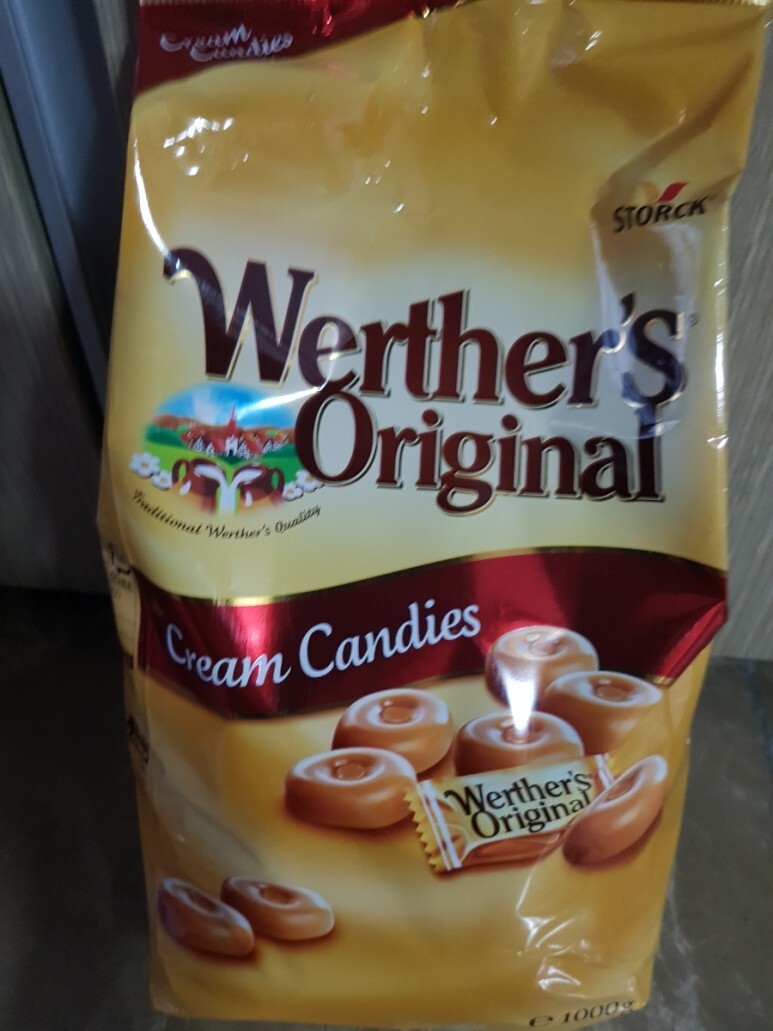 Cream
Candies
STORCK
Werther's
Original
Traditional Werther's Quality
Cream Candies
Werther's
Original
e 1000g